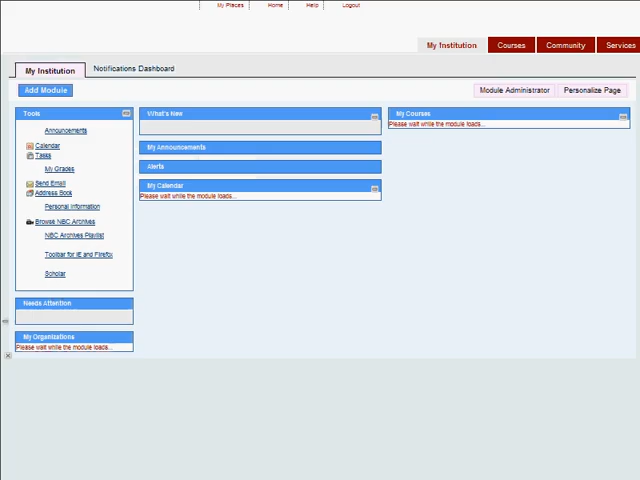 My Places Home Help Logout
My Institution Courses Community Services
My Institution Notifications Dashboard
Add Module Module Administrator Personalize Page
Tools
Announcements
Calendar
Tasks
My Grades
Send Email
Address Book
Personal Information
Browse NBC Archives
NBC Archives Playlist
Toolbar for IE and Firefox
Scholar
Needs Attention
My Organizations
Please wait while the module loads...
What's New
My Announcements
Alerts
My Calendar
Please wait while the module loads...
My Courses
Please wait while the module loads...